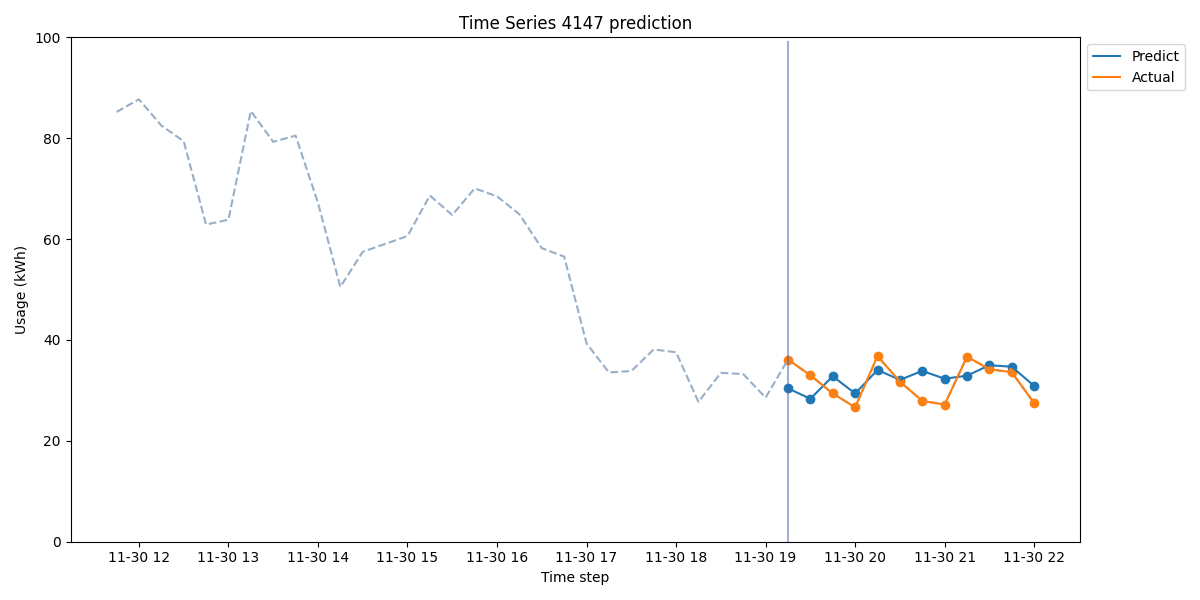 Time Series 4147 prediction
Predict
Actual
Usage (kWh)
100
80
60
40
20
0
11-30 12 11-30 13 11-30 14 11-30 15 11-30 16 11-30 17 11-30 18 11-30 19 11-30 20 11-30 21 11-30 22
Time step